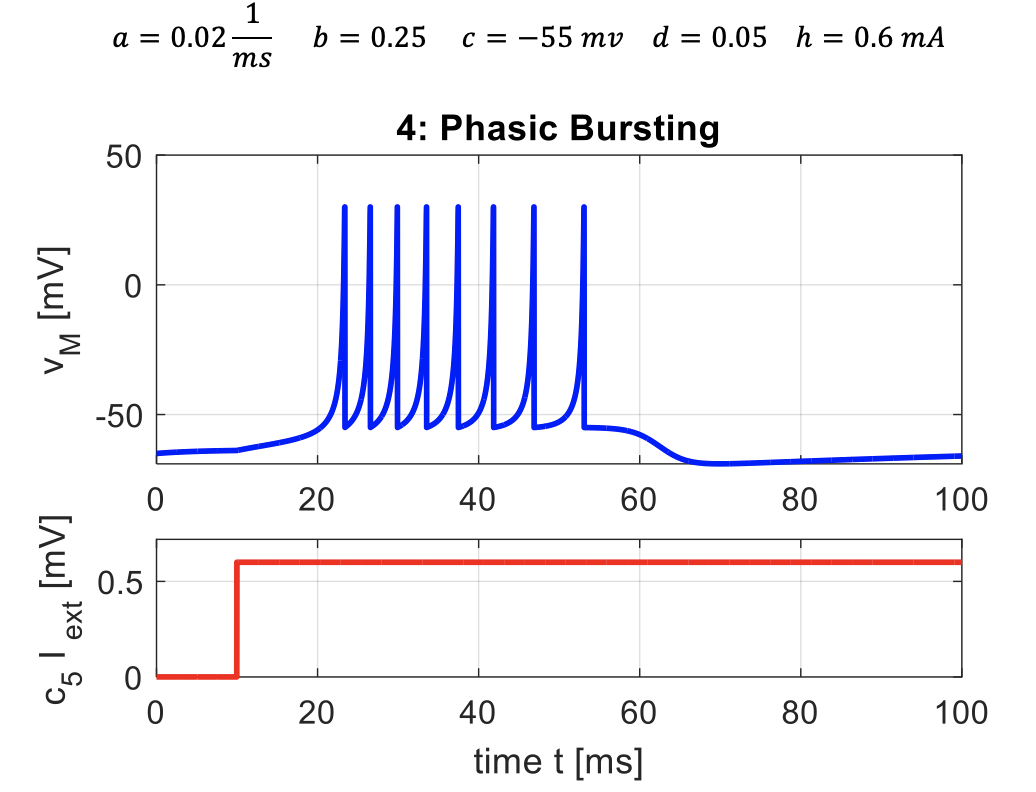 a = 0.02 1/ms b = 0.25 c = −55 mv d = 0.05 h = 0.6 mA
4: Phasic Bursting
50
0
-50
v_M [mV]
0 20 40 60 80 100
0.5
0
c_5 I_ext [mV]
0 20 40 60 80 100
time t [ms]